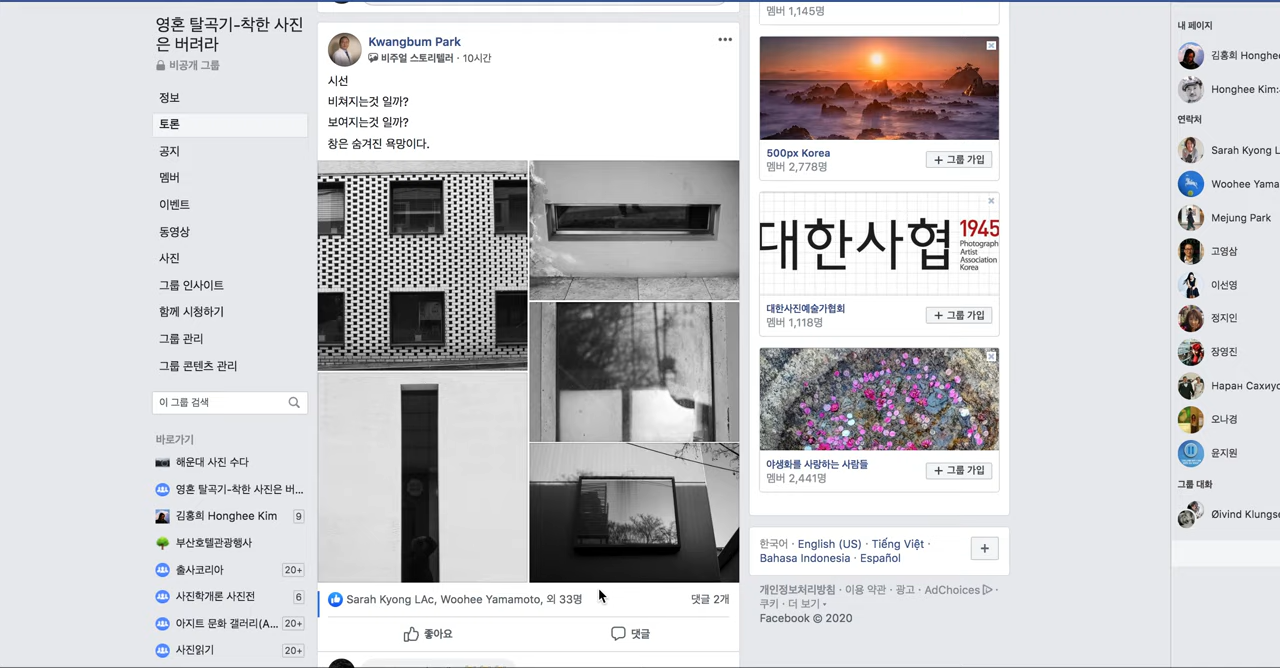 영혼 탈곡기-착한 사진
은 버려라
비공개 그룹
정보
토론
공지
멤버
이벤트
동영상
사진
그룹 인사이트
함께 시청하기
그룹 관리
그룹 콘텐츠 관리
이 그룹 검색
바로가기
해운대 사진 수다
영혼 탈곡기-착한 사진은 버...
김홍희 Honghee Kim 9
부산호텔관광행사
출사코리아 20+
사진학개론 사진전 6
아지트 문화 갤러리(A... 20+
사진읽기 20+
Kwangbum Park
비주얼 스토리텔러 · 10시간
시선
비쳐지는것 일까?
보여지는것 일까?
창은 숨겨진 욕망이다.
Sarah Kyong LAc, Woohee Yamamoto, 외 33명
댓글 2개
좋아요
댓글
멤버 1,145명
500px Korea
멤버 2,778명
+ 그룹 가입
대한사협
1945
Photograph
Artist
Association
Korea
대한사진예술가협회
멤버 1,118명
+ 그룹 가입
야생화를 사랑하는 사람들
멤버 2,441명
+ 그룹 가입
한국어 · English (US) · Tiếng Việt ·
Bahasa Indonesia · Español
개인정보처리방침 · 이용 약관 · 광고 · AdChoices ·
쿠키 · 더 보기
Facebook © 2020
내 페이지
김홍희 Honghee
Honghee Kim:
연락처
Sarah Kyong L
Woohee Yama
Mejung Park
고영삼
이선영
정지인
장영진
Наран Сахиус
오나경
윤지원
그룹 대화
Øivind Klungse